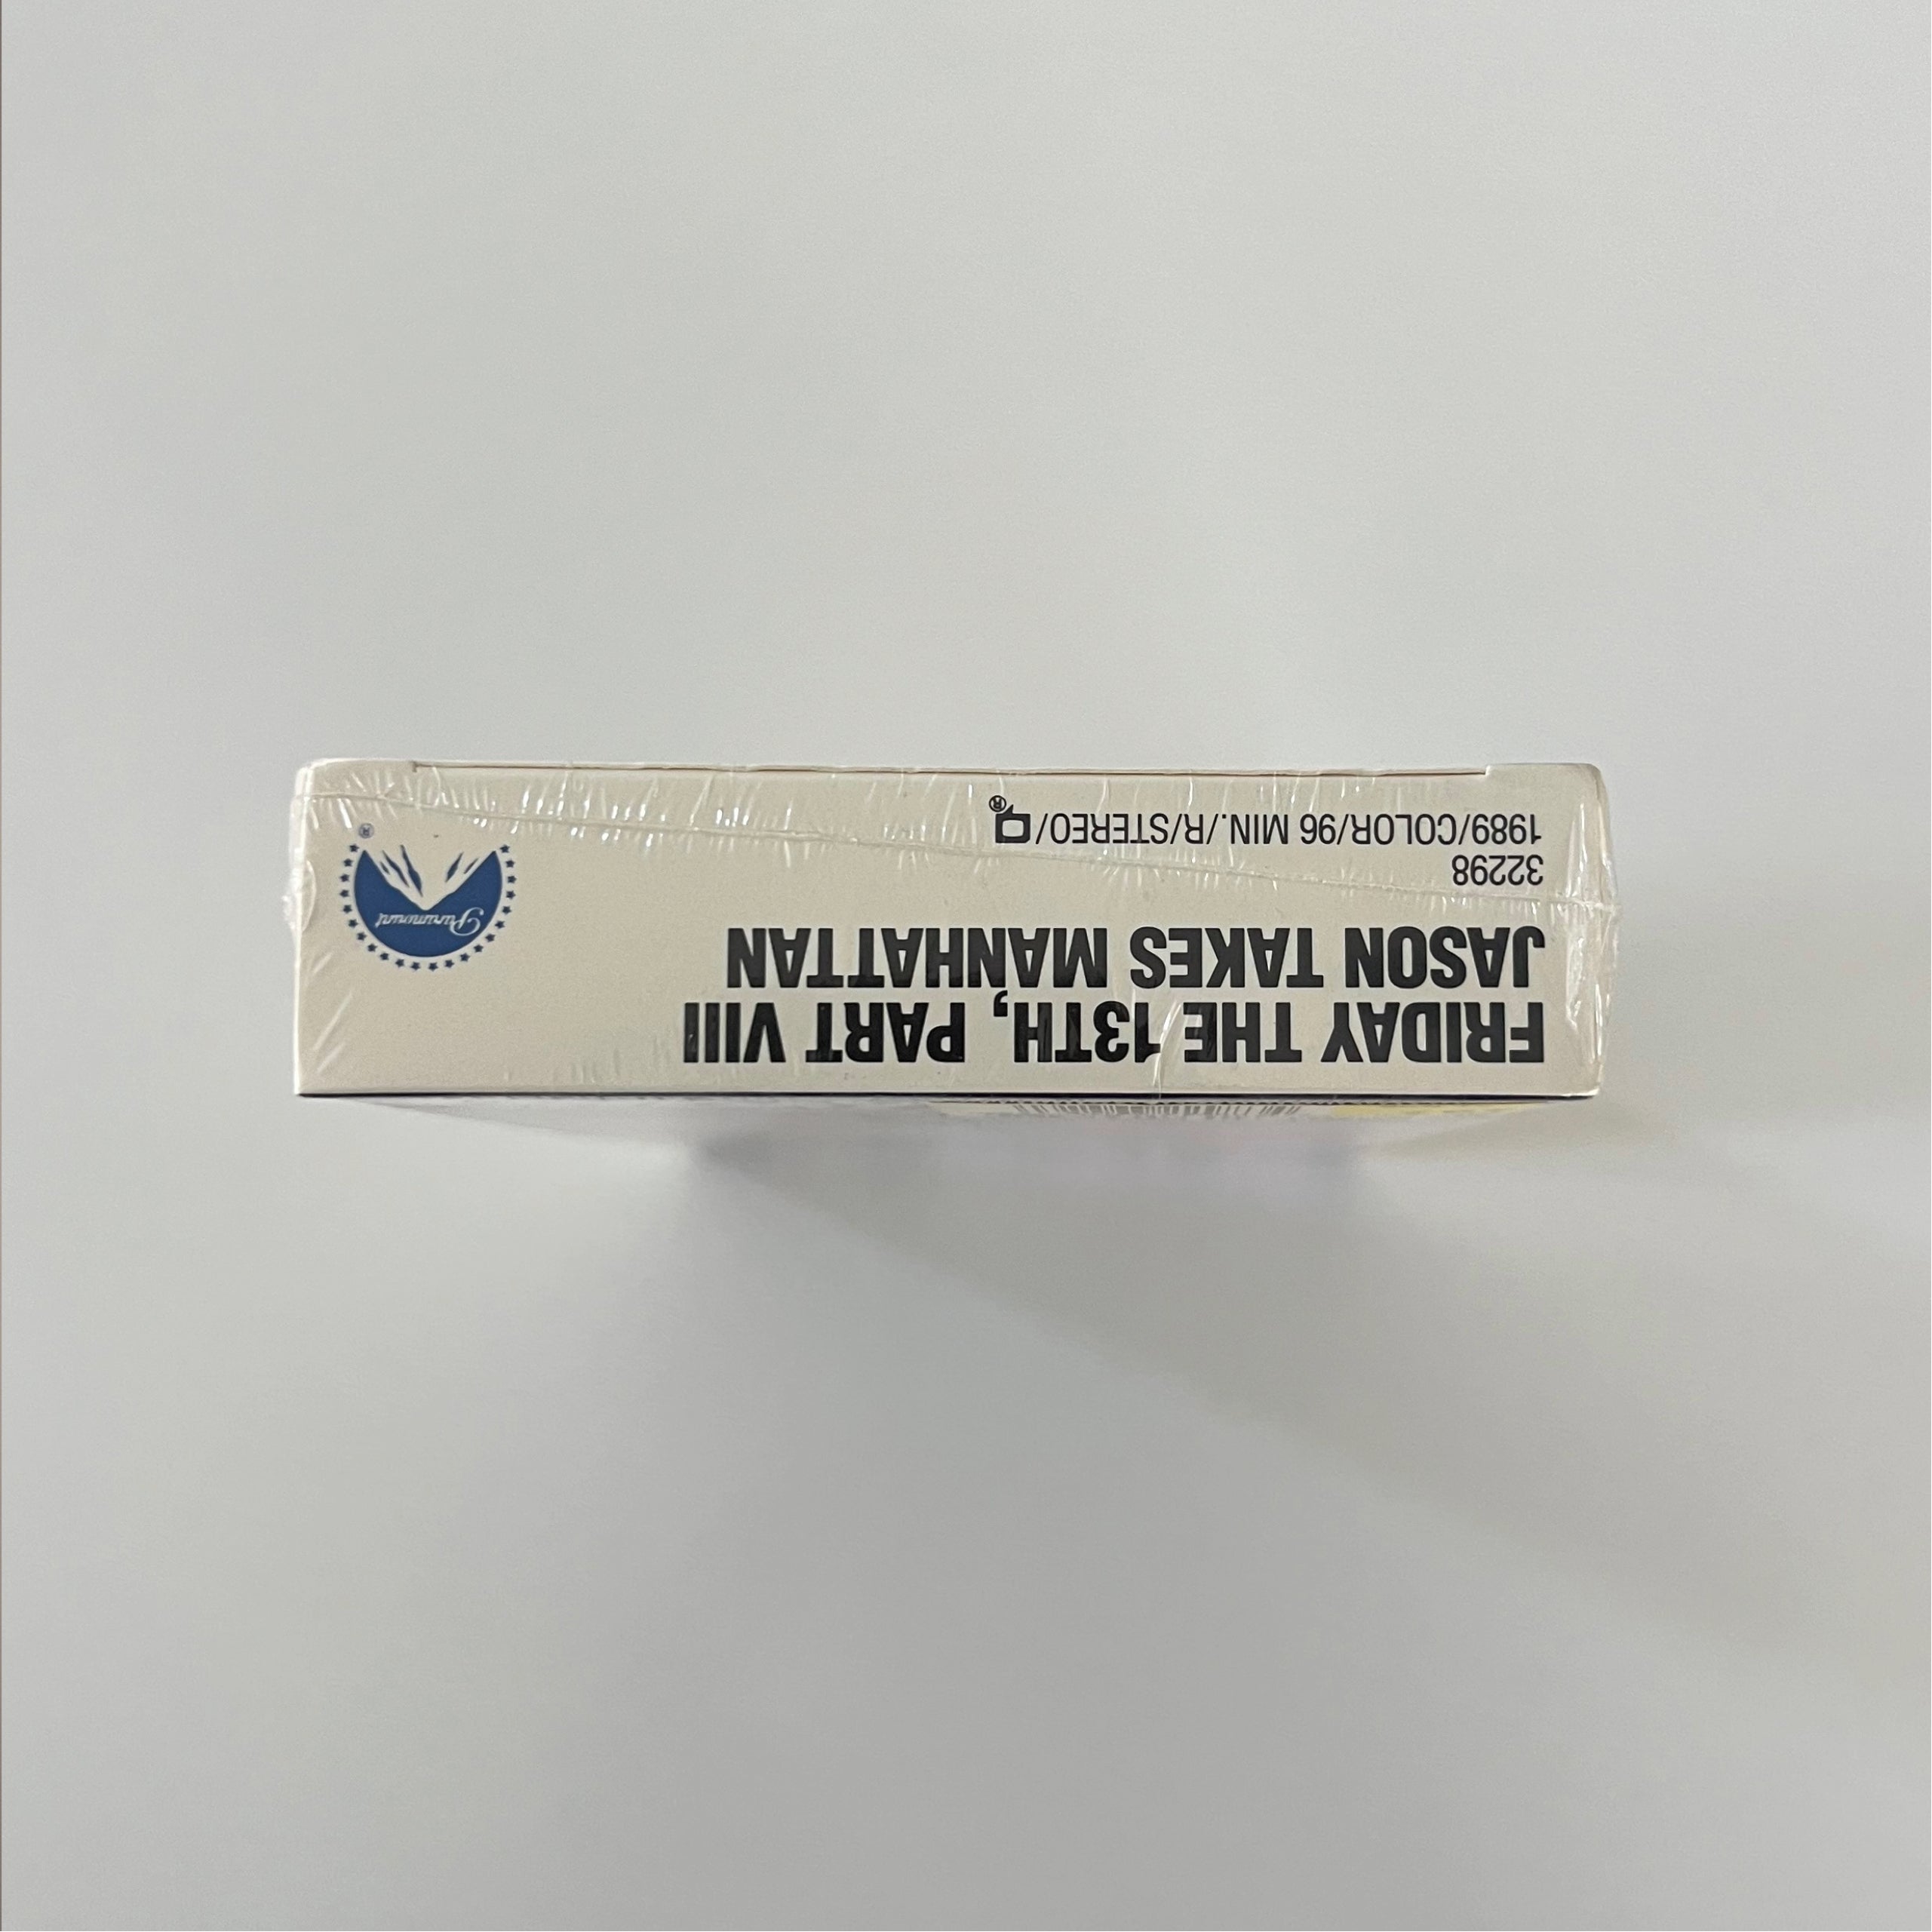 FRIDAY THE 13TH, PART VIII
JASON TAKES MANHATTAN
32298
1989/COLOR/96 MIN./R/STEREO/
®
Paramount
®